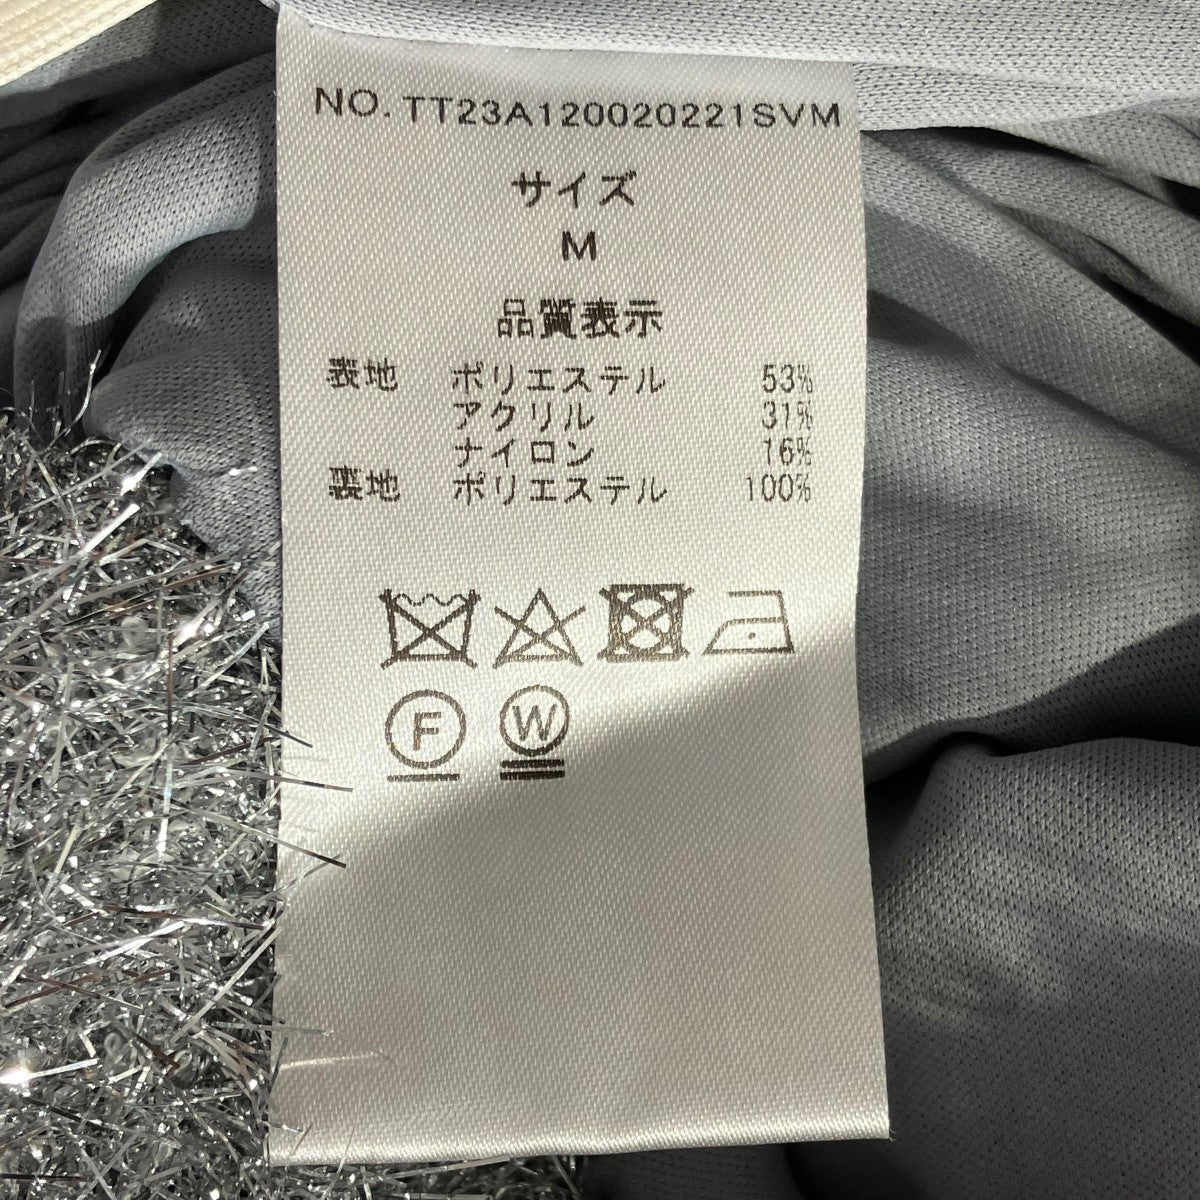 NO. TT23A120020221SVM
サイズ
M
品質表示
表地 ポリエステル 53%
アクリル 31%
ナイロン 16%
裏地 ポリエステル 100%
F W